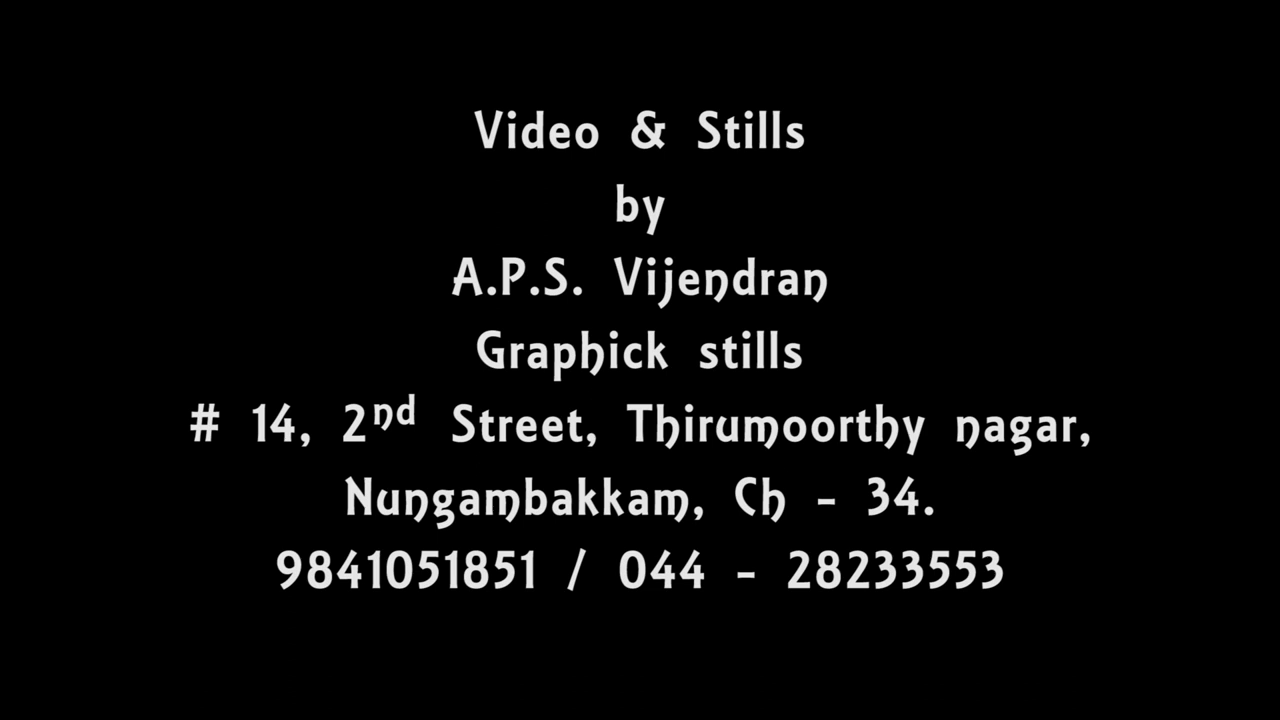 Video & Stills
by
A.P.S. Vijendran
Graphick stills
# 14, 2nd Street, Thirumoorthy nagar,
Nungambakkam, Ch - 34.
9841051851 / 044 - 28233553